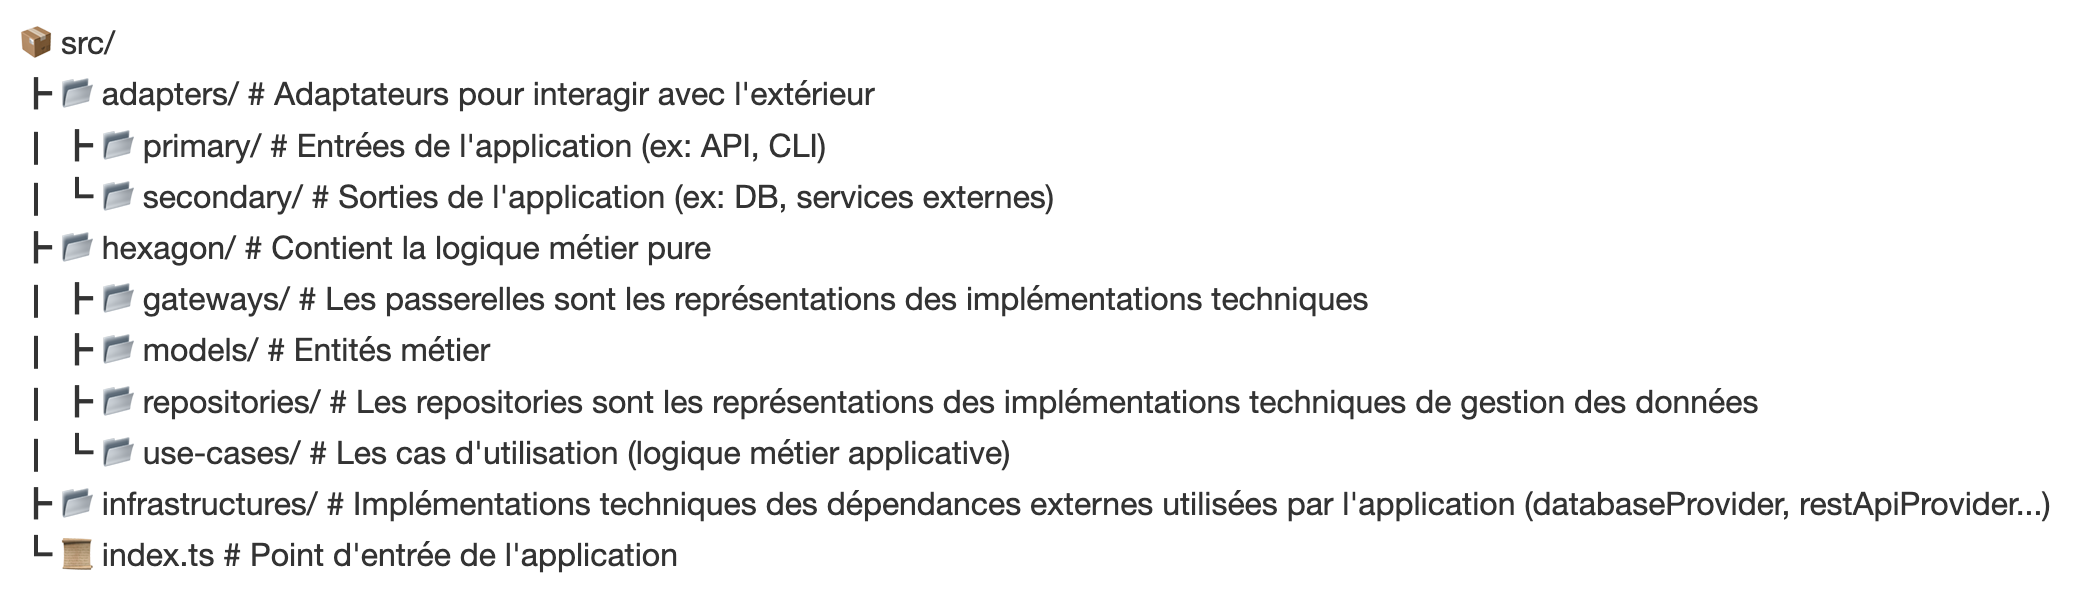 📦 src/
┣ 📂 adapters/ # Adaptateurs pour interagir avec l'extérieur
┃ ┣ 📂 primary/ # Entrées de l'application (ex: API, CLI)
┃ ┗ 📂 secondary/ # Sorties de l'application (ex: DB, services externes)
┣ 📂 hexagon/ # Contient la logique métier pure
┃ ┣ 📂 gateways/ # Les passerelles sont les représentations des implémentations techniques
┃ ┣ 📂 models/ # Entités métier
┃ ┣ 📂 repositories/ # Les repositories sont les représentations des implémentations techniques de gestion des données
┃ ┗ 📂 use-cases/ # Les cas d'utilisation (logique métier applicative)
┣ 📂 infrastructures/ # Implémentations techniques des dépendances externes utilisées par l'application (databaseProvider, restApiProvider...)
┗ 📜 index.ts # Point d'entrée de l'application